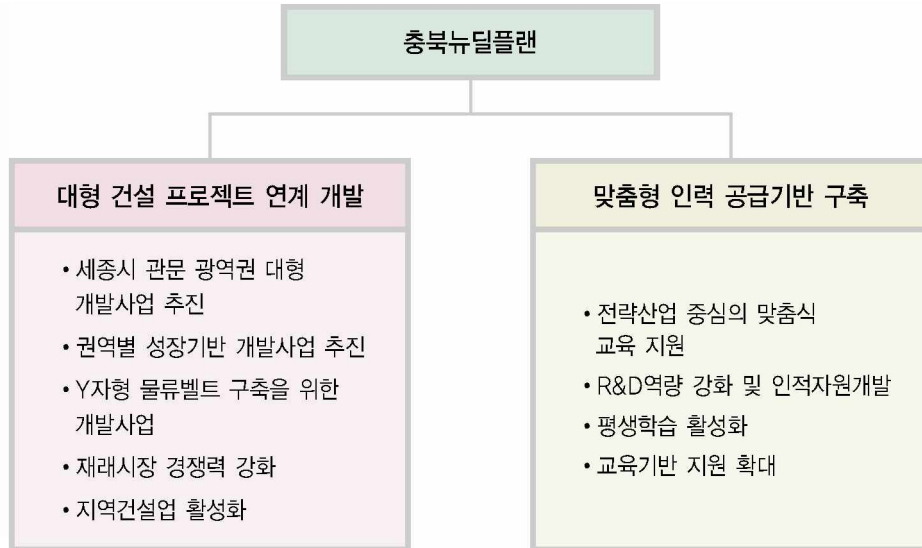 충북뉴딜플랜
대형 건설 프로젝트 연계 개발
• 세종시 관문 광역권 대형
개발사업 추진
• 권역별 성장기반 개발사업 추진
• Y자형 물류벨트 구축을 위한
개발사업
• 재래시장 경쟁력 강화
• 지역건설업 활성화
맞춤형 인력 공급기반 구축
• 전략산업 중심의 맞춤식
교육 지원
• R&D역량 강화 및 인적자원개발
• 평생학습 활성화
• 교육기반 지원 확대